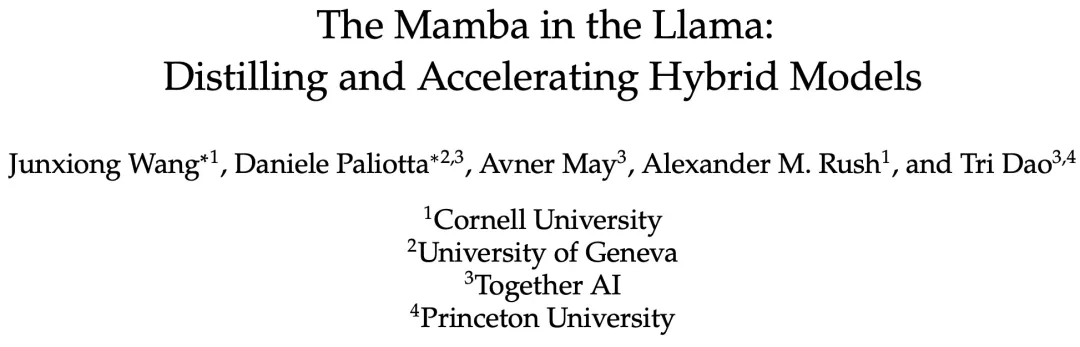 The Mamba in the Llama:
Distilling and Accelerating Hybrid Models
Junxiong Wang*1, Daniele Paliotta*2,3, Avner May3, Alexander M. Rush1, and Tri Dao3,4
1Cornell University
2University of Geneva
3Together AI
4Princeton University